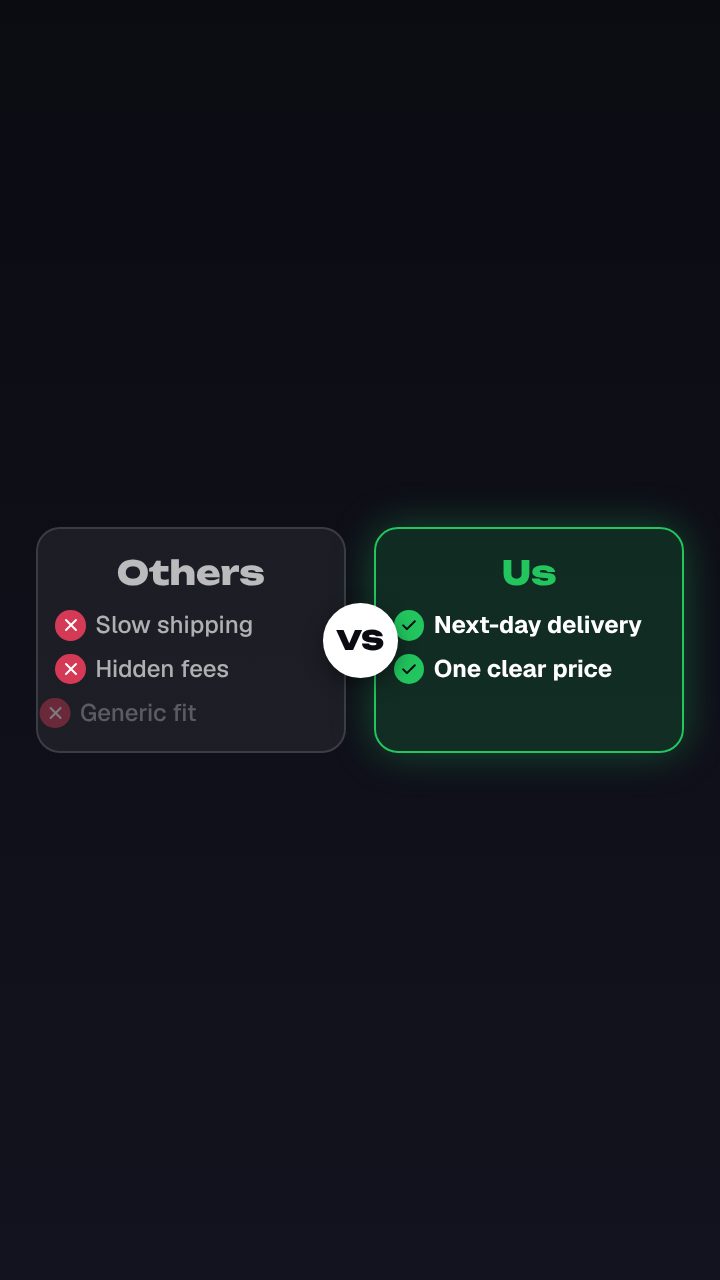 Others
Slow shipping
Hidden fees
Generic fit
VS
Us
Next-day delivery
One clear price